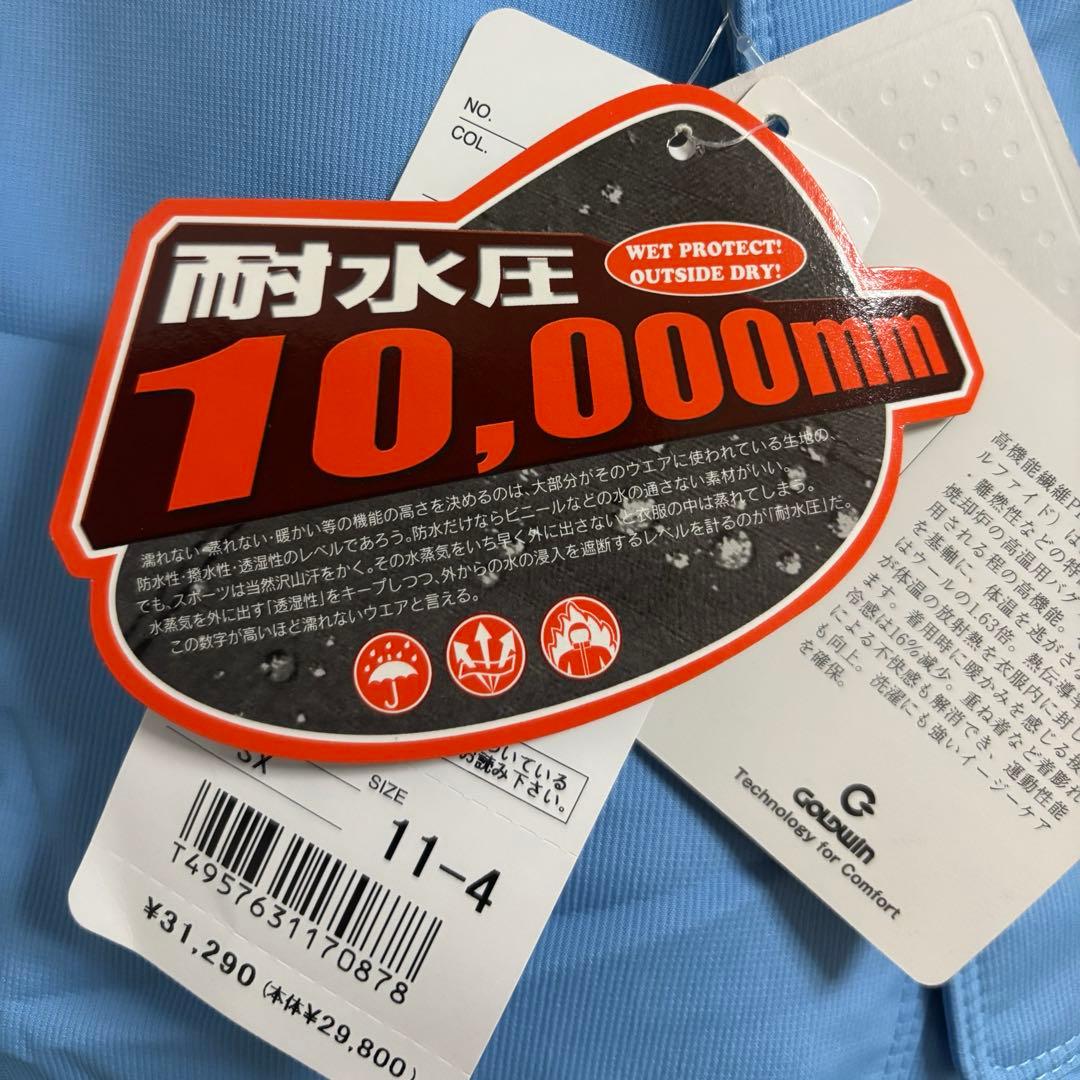 NO.
COL.
耐水圧
WET PROTECT!
OUTSIDE DRY!
10,000mm
濡れない・蒸れない・暖かい等の機能の高さを決めるのは、大部分がそのウエアに使われている生地の、
防水性・撥水性・透湿性のレベルであろう。防水だけならビニールなどの水の通さない素材がいい。
でも、スポーツは当然沢山汗をかく。その水蒸気をいち早く外に出さないと衣服の中は蒸れてしまう。
水蒸気を外に出す「透湿性」をキープしつつ、外からの水の浸入を遮断するレベルを計るのが「耐水圧」だ。
この数字が高いほど濡れないウエアと言える。
ついている
お読み下さい。
SX
SIZE
11-4
T4957631170878
¥31,290
(本体¥29,800)
高機能繊維P
ルファイド)は
・難燃性などの特
焼却炉の高温用バグ
用される程の高機能。
を基軸に、体温を逃がさ
はウールの1.63倍。熱伝導率
が体温の放射熱を衣服内に封じ
ます。着用時に暖かみを感じる接
冷感は16%減少。重ね着など着膨れ
による不快感も解消でき、運動性能
も向上。洗濯にも強いイージーケア
を確保。
GOLDWIN
Technology for Comfort